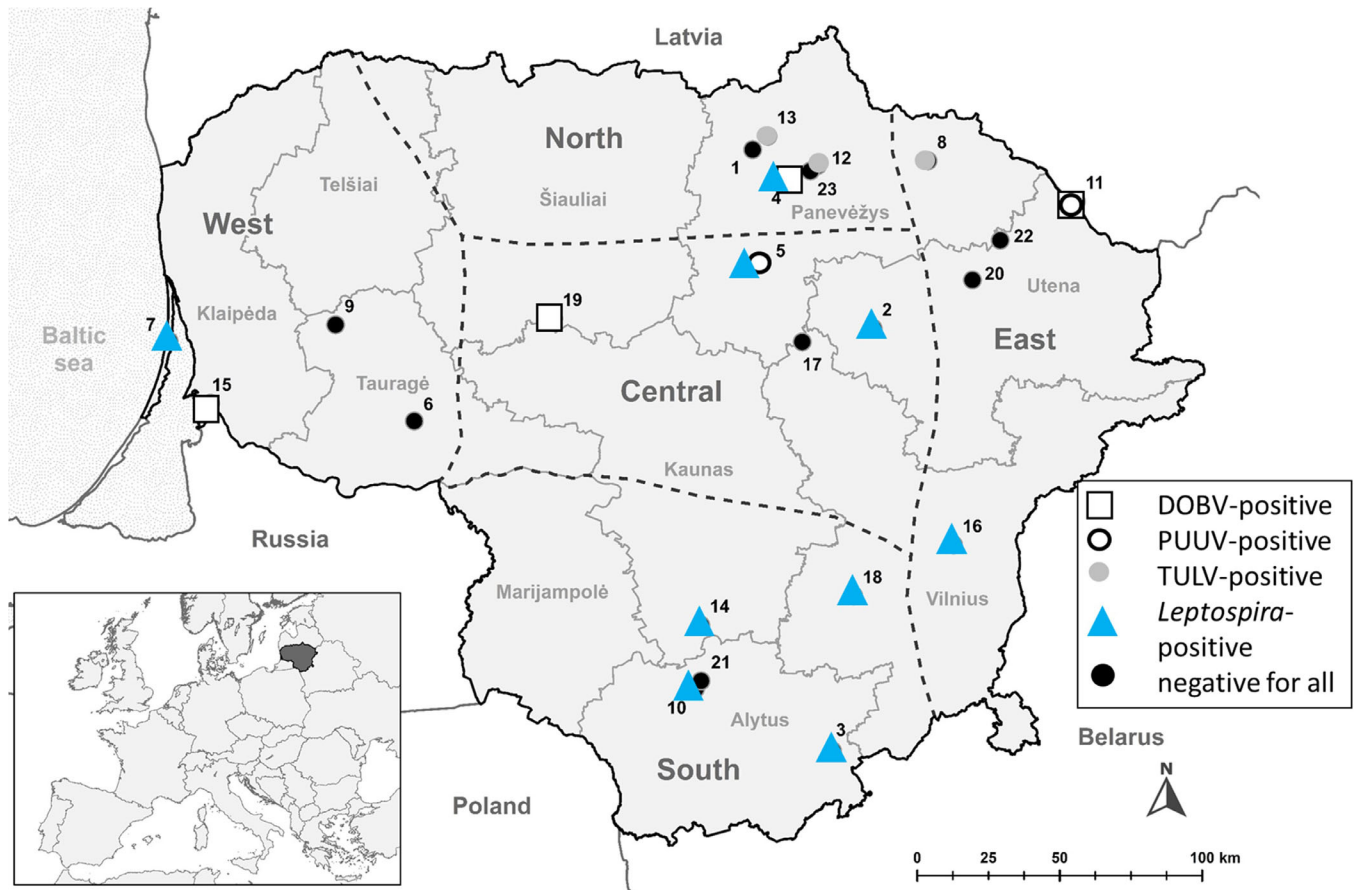 Latvia
13
North
1
12
8
4
23
11
Telšiai
Šiauliai
Panevėžys
West
5
22
20
Utena
Klaipėda
9
19
2
7
Baltic
sea
East
17
Tauragė
Central
15
6
Kaunas
DOBV-positive
PUUV-positive
TULV-positive
Leptospira-
positive
negative for all
16
Russia
18
Marijampolė
Vilnius
14
21
10
Alytus
3
Belarus
South
N
Poland
0 25 50 100 km